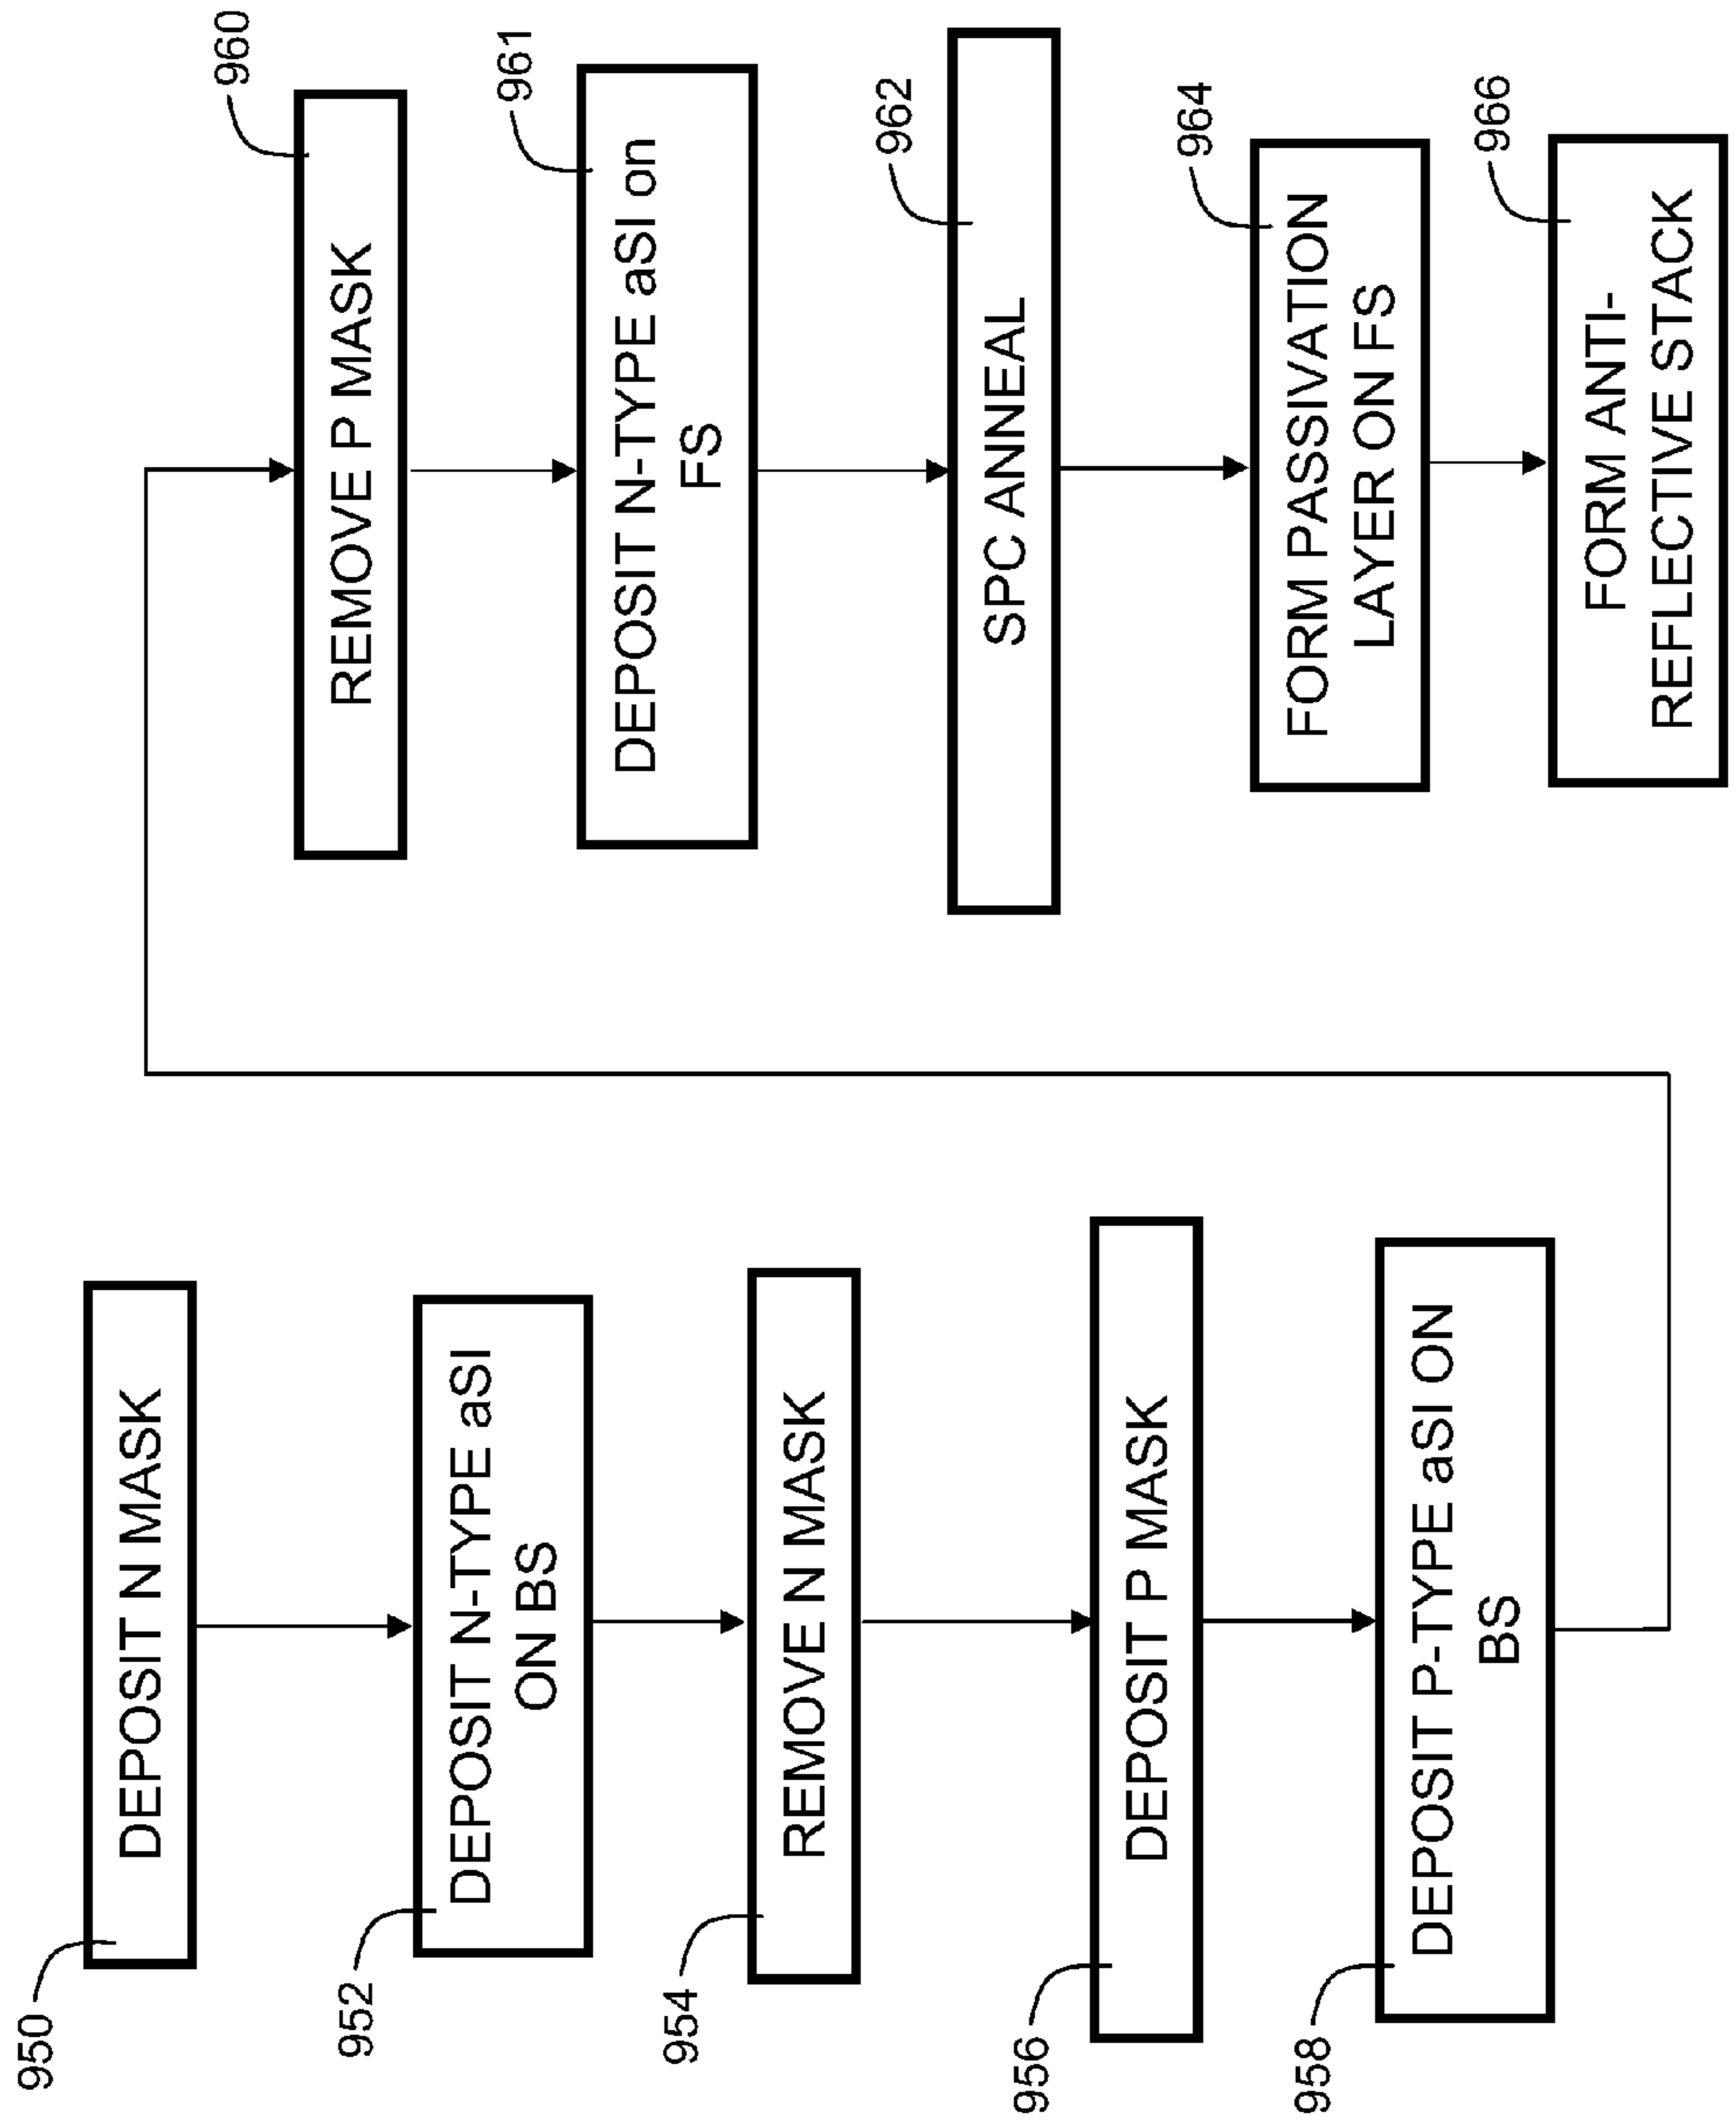 950
DEPOSIT N MASK
952
DEPOSIT N-TYPE aSI
ON BS
954
REMOVE N MASK
956
DEPOSIT P MASK
958
DEPOSIT P-TYPE aSI ON
BS
960
REMOVE P MASK
961
DEPOSIT N-TYPE aSI on
FS
962
SPC ANNEAL
964
FORM PASSIVATION
LAYER ON FS
966
FORM ANTI-
REFLECTIVE STACK